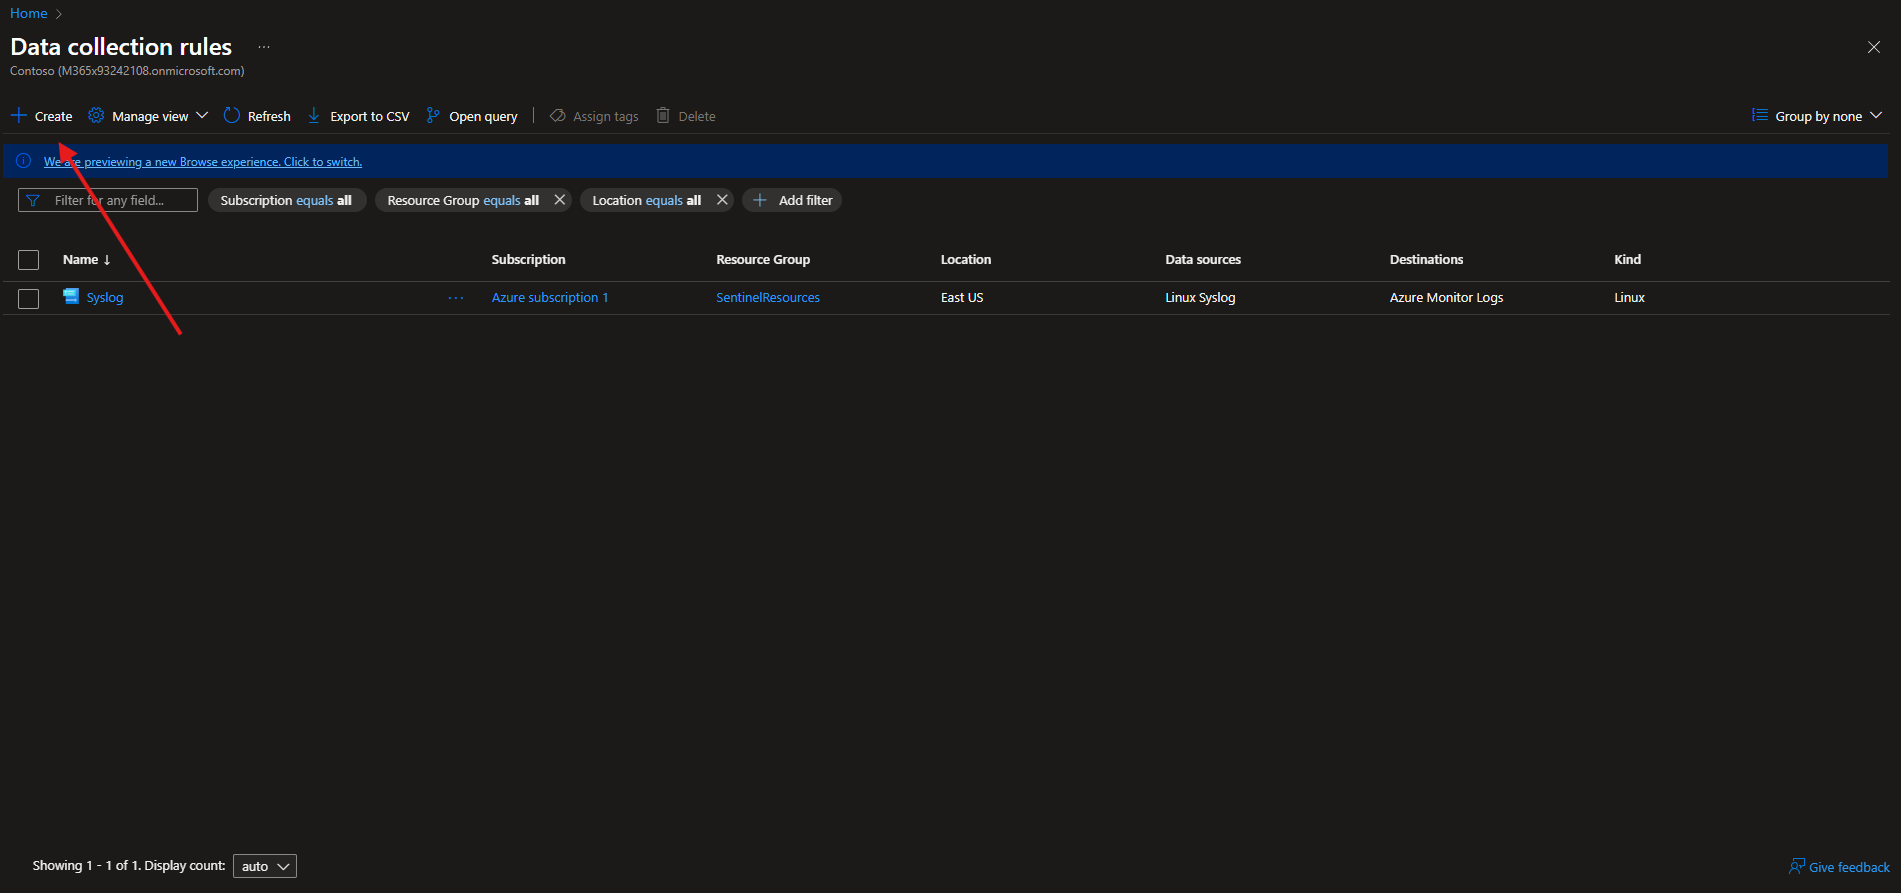 Home
Data collection rules ...
Contoso (M365x93242108.onmicrosoft.com)
Create Manage view Refresh Export to CSV Open query Assign tags Delete Group by none
We are previewing a new Browse experience. Click to switch.
Filter for any field... Subscription equals all Resource Group equals all Location equals all Add filter
Name ↓ Subscription Resource Group Location Data sources Destinations Kind
Syslog ... Azure subscription 1 SentinelResources East US Linux Syslog Azure Monitor Logs Linux
Showing 1 - 1 of 1. Display count: auto Give feedback